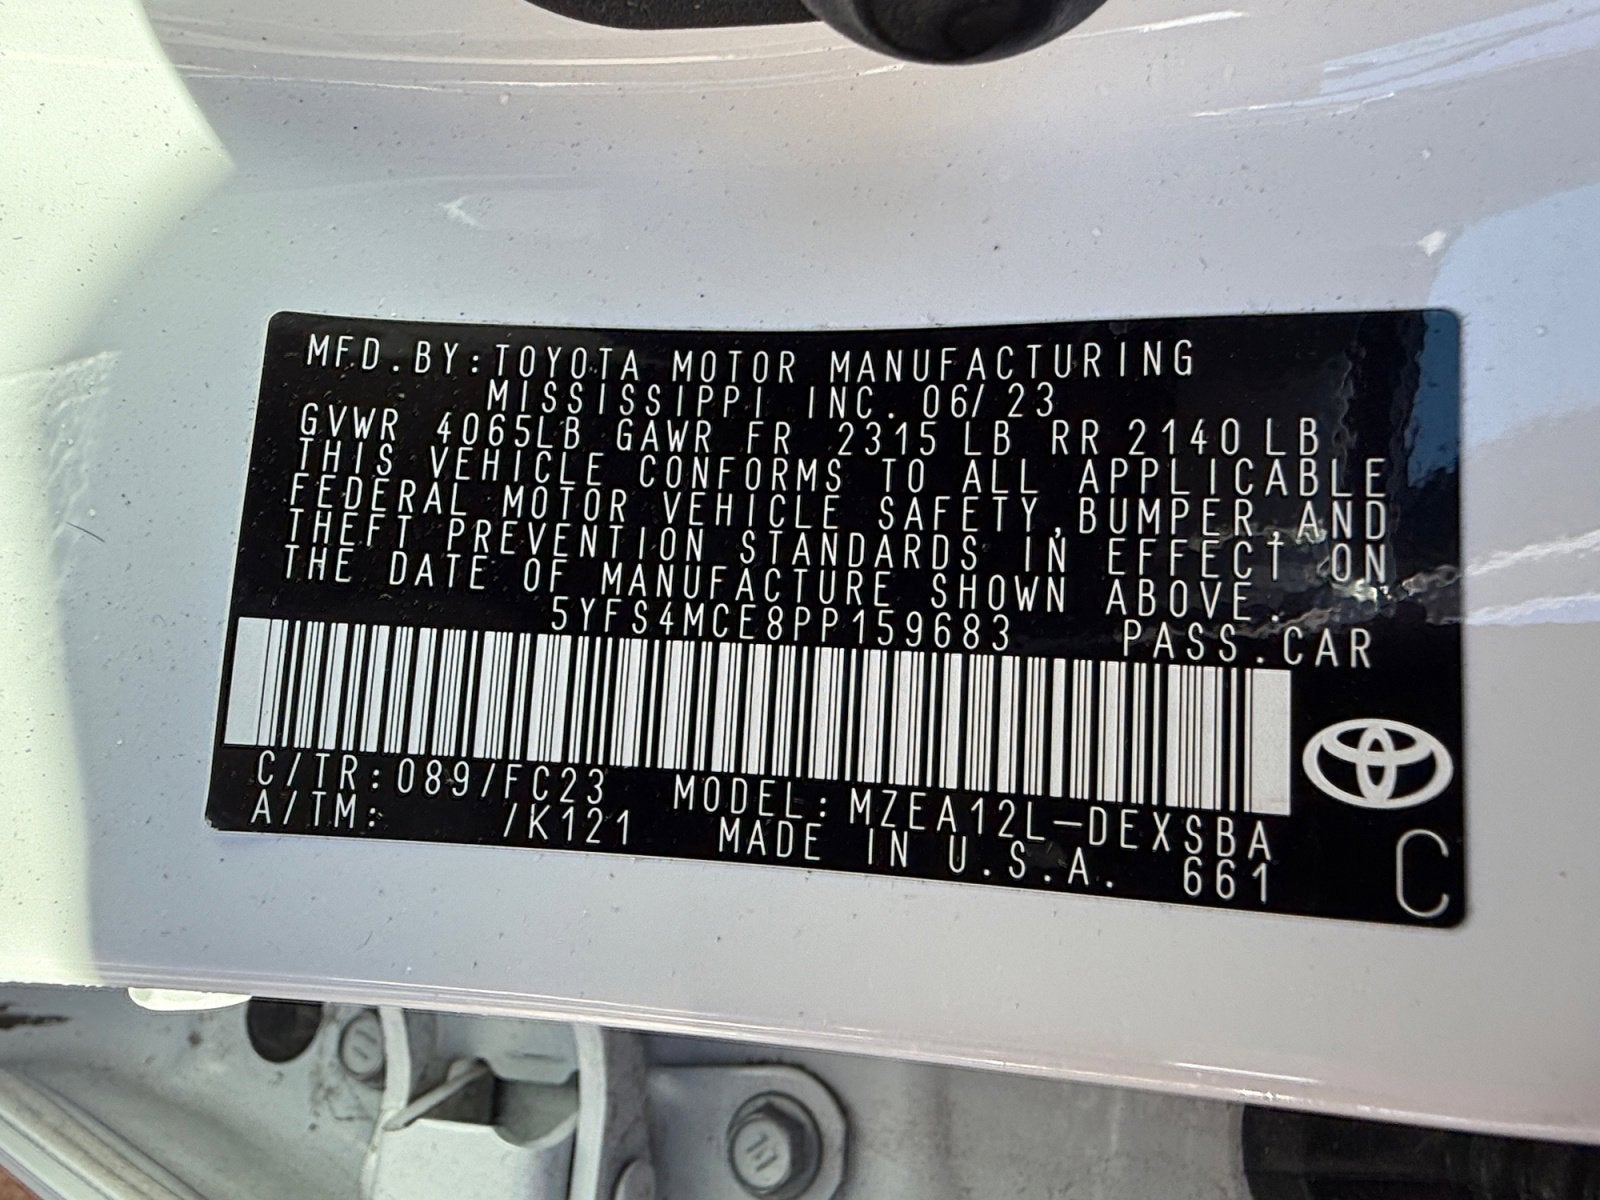 MFD.BY:TOYOTA MOTOR MANUFACTURING
MISSISSIPPI INC. 06/23
GVWR 4065LB GAWR FR 2315 LB RR 2140 LB
THIS VEHICLE CONFORMS TO ALL APPLICABLE
FEDERAL MOTOR VEHICLE SAFETY,BUMPER,AND
THEFT PREVENTION STANDARDS IN EFFECT ON
THE DATE OF MANUFACTURE SHOWN ABOVE.
5YFS4MCE8PP159683 PASS.CAR
C/TR:089/FC23 MODEL:MZEA12L-DEXSBA
A/TM: /K121 MADE IN U.S.A. 661
C